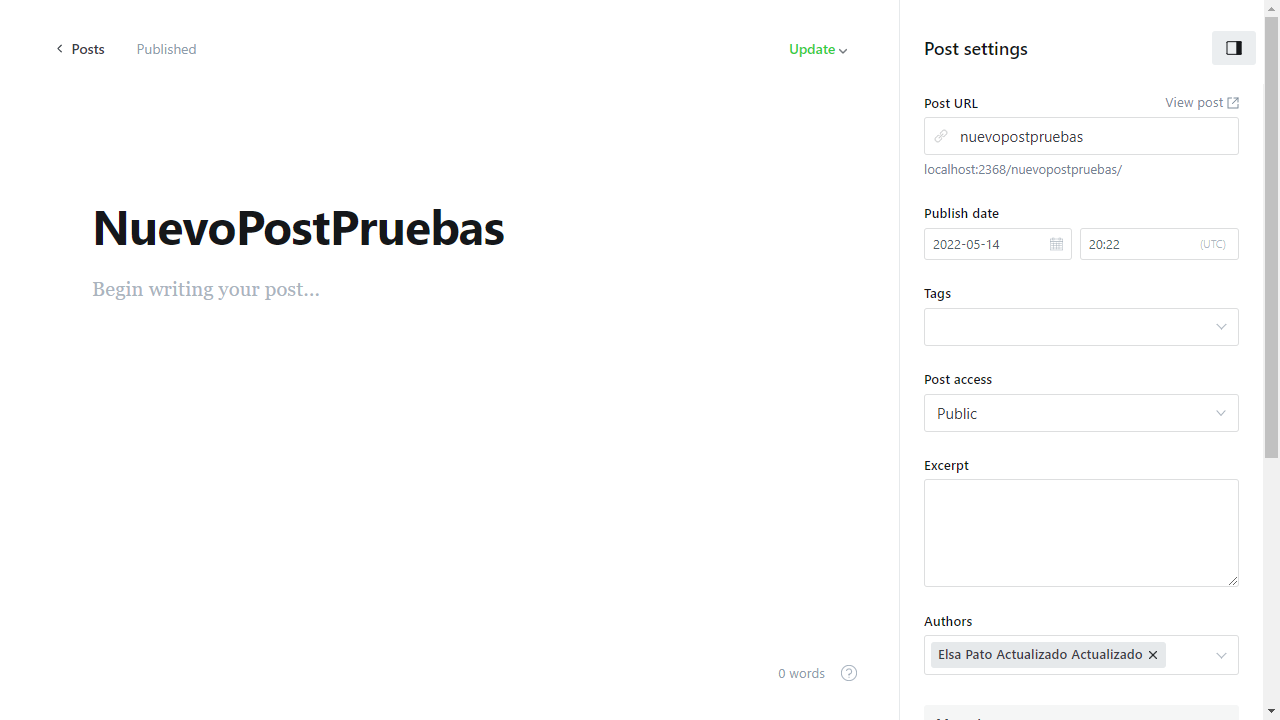 Posts
Published
Update
NuevoPostPruebas
Begin writing your post...
0 words
?
Post settings
Post URL
View post
nuevopostpruebas
localhost:2368/nuevopostpruebas/
Publish date
2022-05-14
20:22
(UTC)
Tags
Post access
Public
Excerpt
Authors
Elsa Pato Actualizado Actualizado